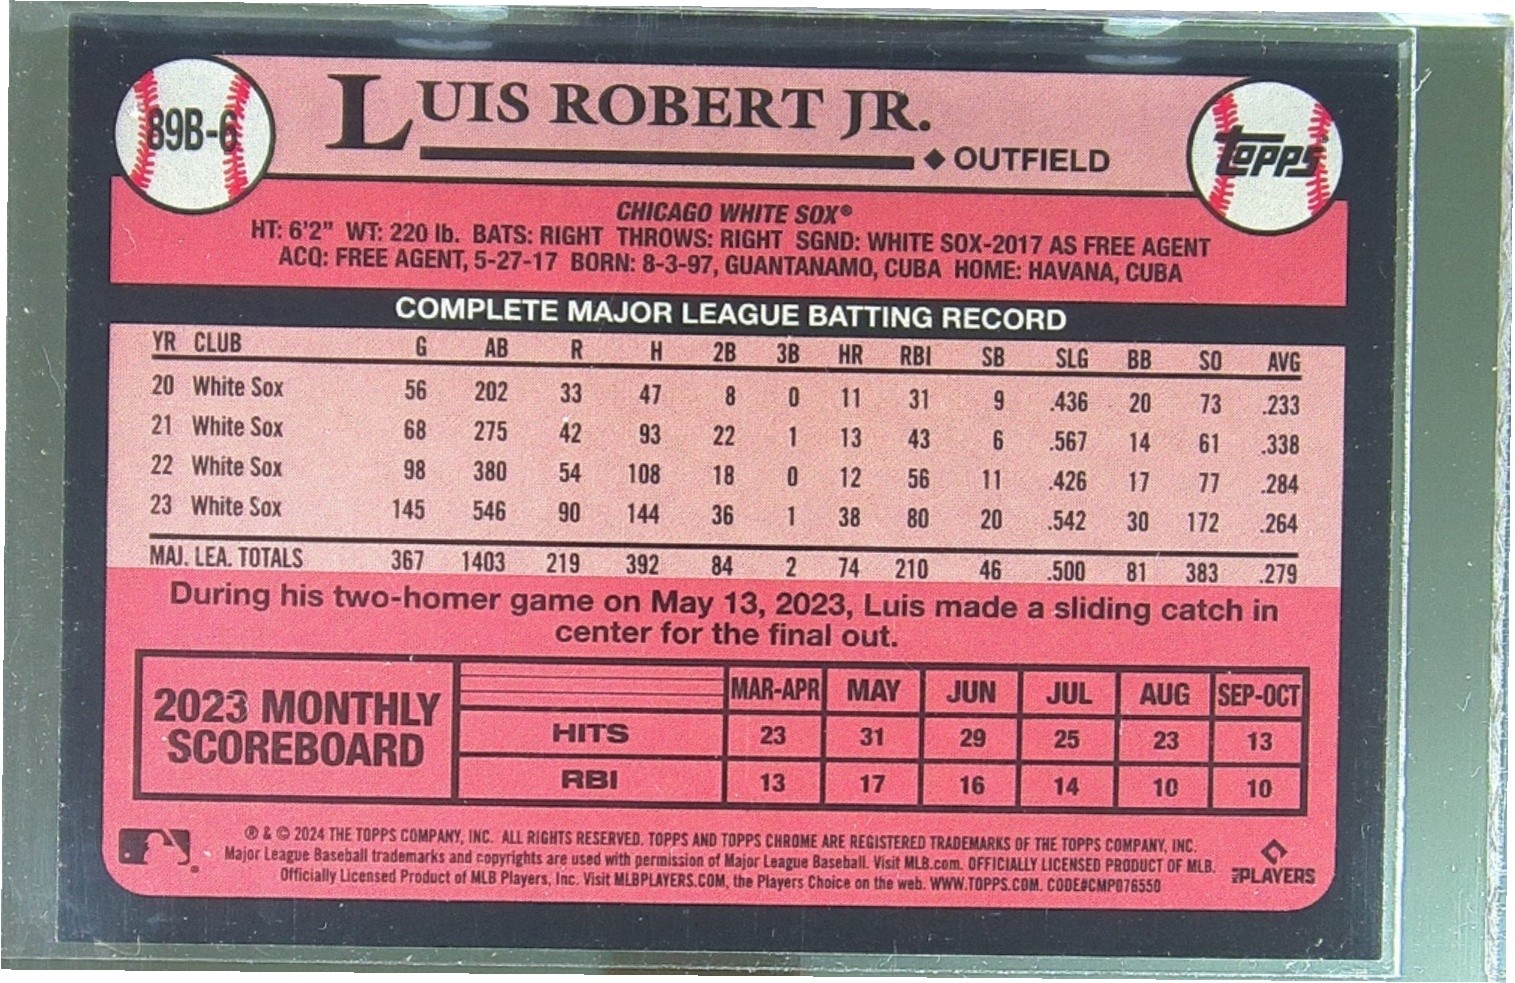 89B-6
LUIS ROBERT JR.
◆ OUTFIELD
TOPPS®
CHICAGO WHITE SOX®
HT: 6'2" WT: 220 lb. BATS: RIGHT THROWS: RIGHT SGND: WHITE SOX-2017 AS FREE AGENT
ACQ: FREE AGENT, 5-27-17 BORN: 8-3-97, GUANTANAMO, CUBA HOME: HAVANA, CUBA
COMPLETE MAJOR LEAGUE BATTING RECORD
YR CLUB G AB R H 2B 3B HR RBI SB SLG BB SO AVG
20 White Sox 56 202 33 47 8 0 11 31 9 .436 20 73 .233
21 White Sox 68 275 42 93 22 1 13 43 6 .567 14 61 .338
22 White Sox 98 380 54 108 18 0 12 56 11 .426 17 77 .284
23 White Sox 145 546 90 144 36 1 38 80 20 .542 30 172 .264
MAJ. LEA. TOTALS 367 1403 219 392 84 2 74 210 46 .500 81 383 .279
During his two-homer game on May 13, 2023, Luis made a sliding catch in
center for the final out.
2023 MONTHLY
SCOREBOARD
MAR-APR MAY JUN JUL AUG SEP-OCT
HITS 23 31 29 25 23 13
RBI 13 17 16 14 10 10
® & © 2024 THE TOPPS COMPANY, INC. ALL RIGHTS RESERVED. TOPPS AND TOPPS CHROME ARE REGISTERED TRADEMARKS OF THE TOPPS COMPANY, INC.
Major League Baseball trademarks and copyrights are used with permission of Major League Baseball. Visit MLB.com. OFFICIALLY LICENSED PRODUCT OF MLB.
Officially Licensed Product of MLB Players, Inc. Visit MLBPLAYERS.COM, the Players Choice on the web. WWW.TOPPS.COM. CODE#CMP076550
MLB PLAYERS